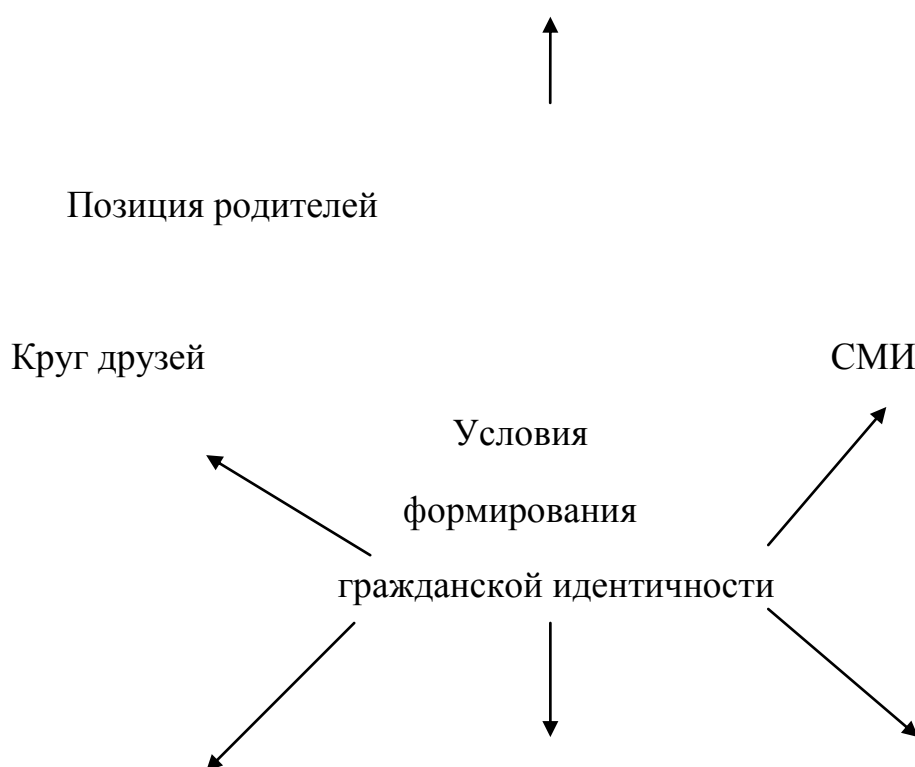 Позиция родителей
Круг друзей
СМИ
Условия
формирования
гражданской идентичности